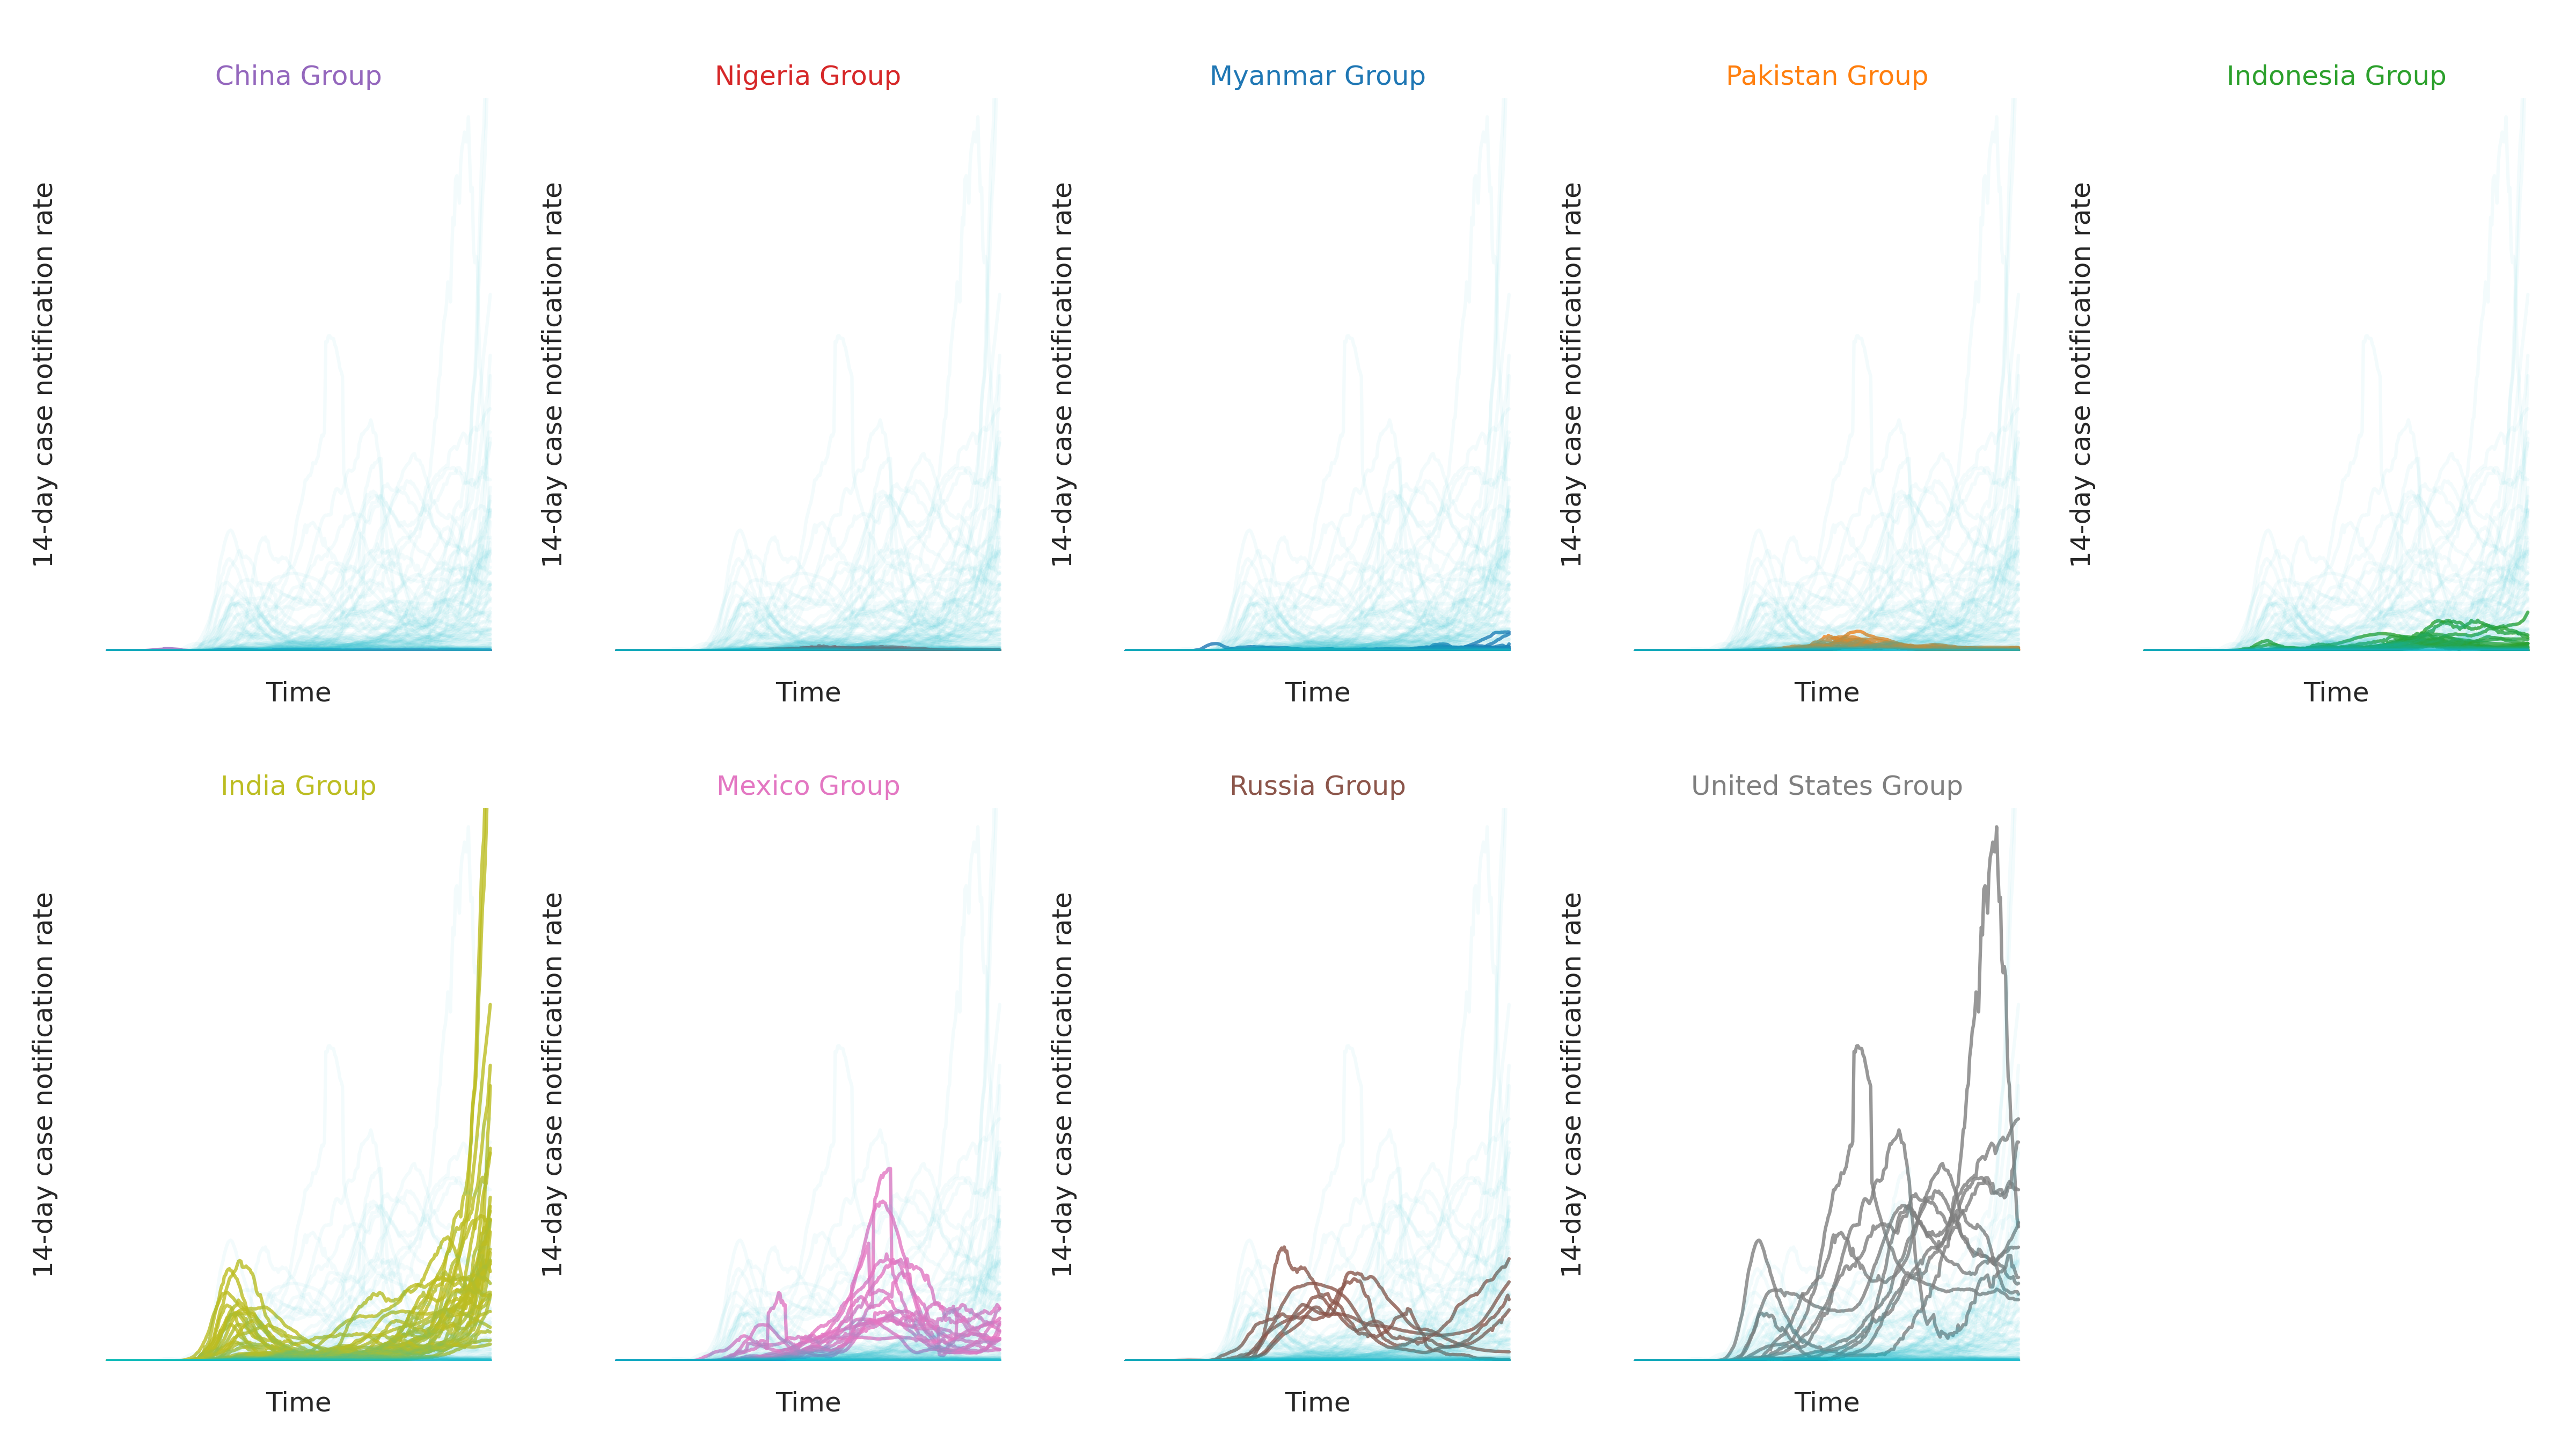 China Group
Nigeria Group
Myanmar Group
Pakistan Group
Indonesia Group
14-day case notification rate
14-day case notification rate
14-day case notification rate
14-day case notification rate
14-day case notification rate
Time
Time
Time
Time
Time
India Group
Mexico Group
Russia Group
United States Group
14-day case notification rate
14-day case notification rate
14-day case notification rate
14-day case notification rate
Time
Time
Time
Time